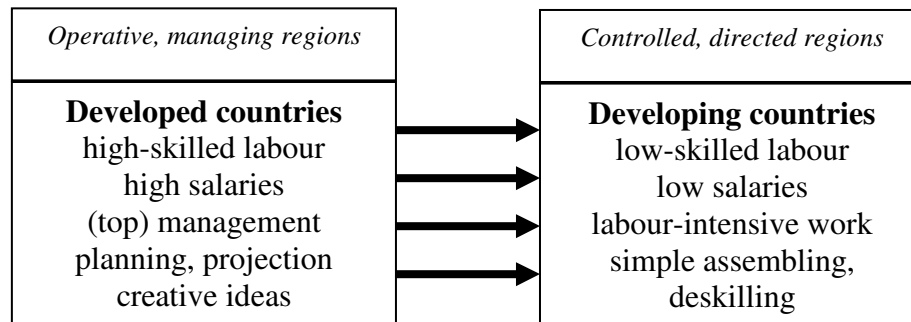 Operative, managing regions
Developed countries
high-skilled labour
high salaries
(top) management
planning, projection
creative ideas
Controlled, directed regions
Developing countries
low-skilled labour
low salaries
labour-intensive work
simple assembling,
deskilling